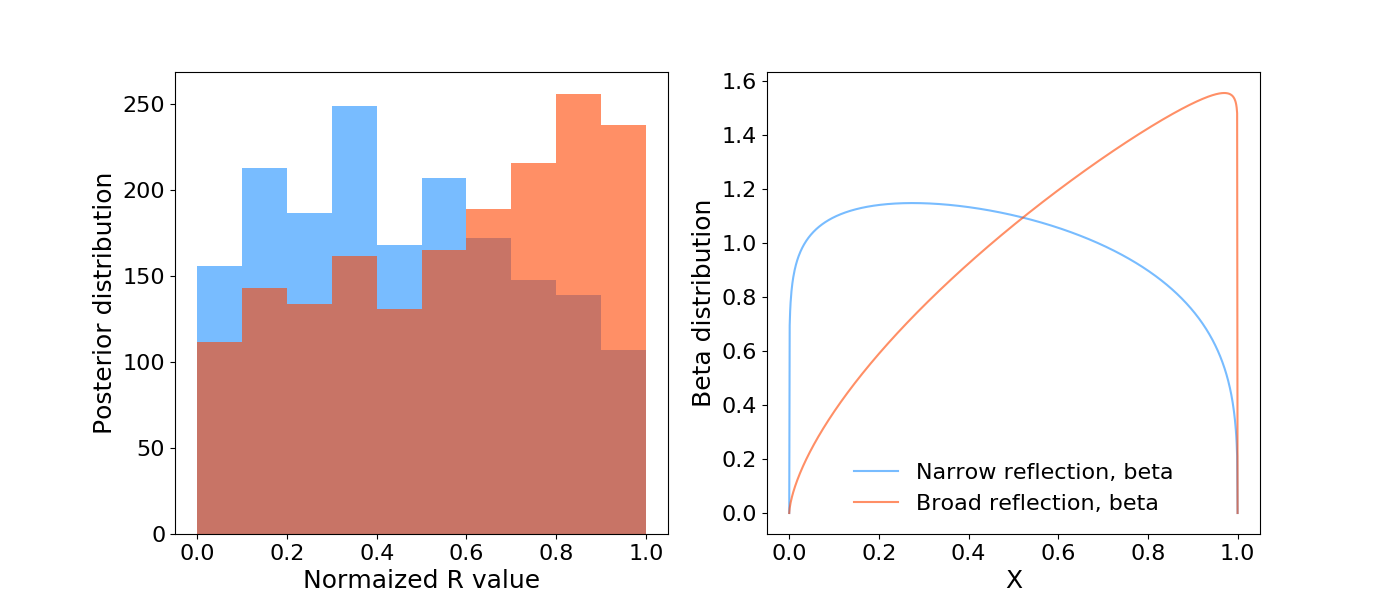 Posterior distribution
250
200
150
100
50
0
0.0 0.2 0.4 0.6 0.8 1.0
Normaized R value
Beta distribution
1.6
1.4
1.2
1.0
0.8
0.6
0.4
0.2
0.0
Narrow reflection, beta
Broad reflection, beta
0.0 0.2 0.4 0.6 0.8 1.0
X